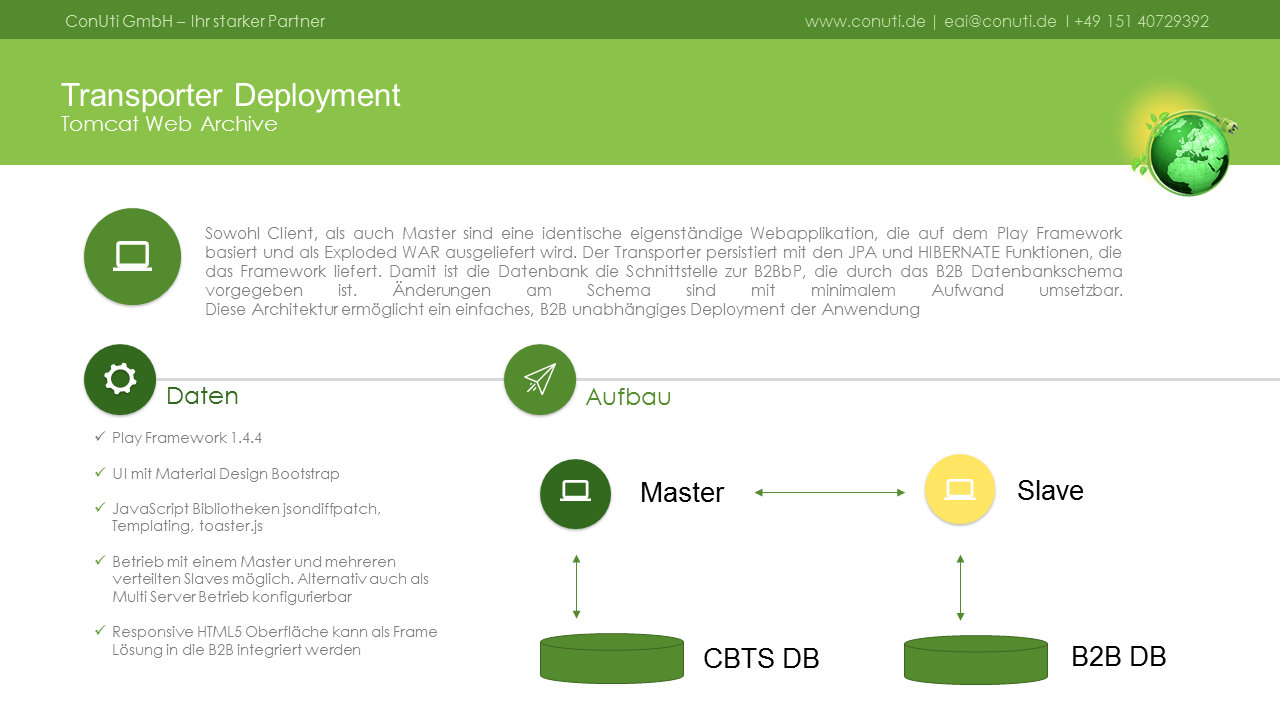 ConUti GmbH – Ihr starker Partner
www.conuti.de | eai@conuti.de I +49 151 40729392
Transporter Deployment
Tomcat Web Archive
Sowohl Client, als auch Master sind eine identische eigenständige Webapplikation, die auf dem Play Framework
basiert und als Exploded WAR ausgeliefert wird. Der Transporter persistiert mit den JPA und HIBERNATE Funktionen, die
das Framework liefert. Damit ist die Datenbank die Schnittstelle zur B2BbP, die durch das B2B Datenbankschema
vorgegeben ist. Änderungen am Schema sind mit minimalem Aufwand umsetzbar.
Diese Architektur ermöglicht ein einfaches, B2B unabhängiges Deployment der Anwendung
Daten
✓ Play Framework 1.4.4
✓ UI mit Material Design Bootstrap
✓ JavaScript Bibliotheken jsondiffpatch,
Templating, toaster.js
✓ Betrieb mit einem Master und mehreren
verteilten Slaves möglich. Alternativ auch als
Multi Server Betrieb konfigurierbar
✓ Responsive HTML5 Oberfläche kann als Frame
Lösung in die B2B integriert werden
Aufbau
Master
Slave
CBTS DB
B2B DB